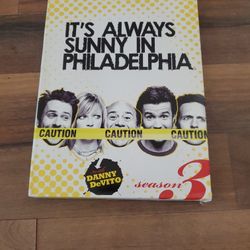 IT'S ALWAYS
SUNNY IN
PHILADELPHIA
CAUTION CAUTION CAUTION
DANNY
DeVITO
season 3